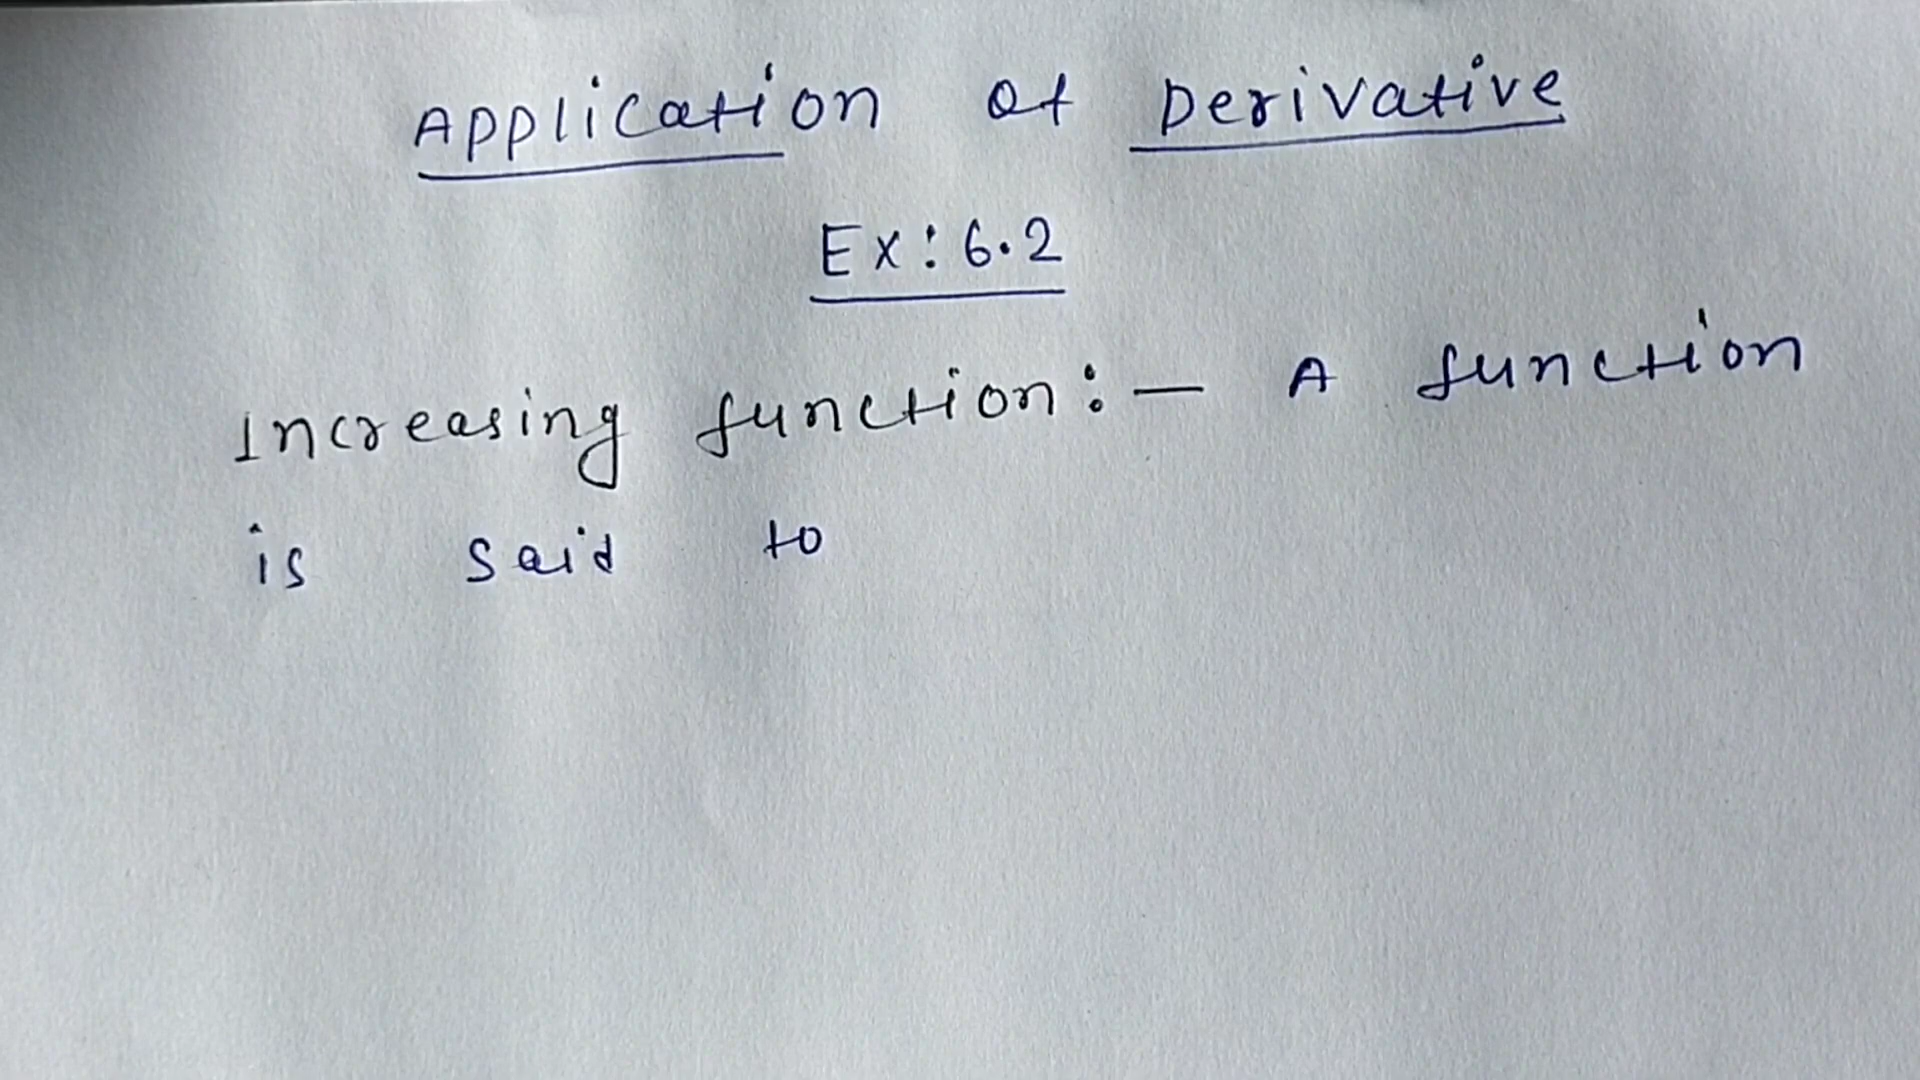 Application of Derivative
Ex: 6.2
Increasing function:- A function
is said to